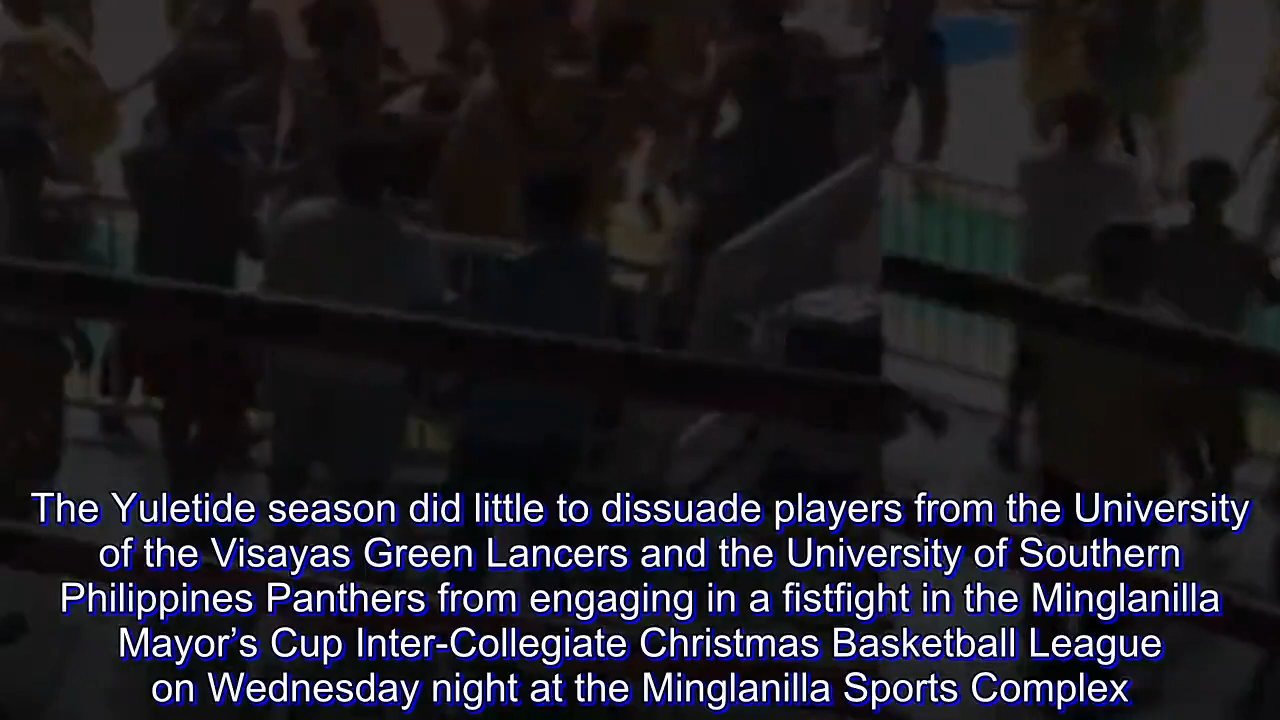 The Yuletide season did little to dissuade players from the University
of the Visayas Green Lancers and the University of Southern
Philippines Panthers from engaging in a fistfight in the Minglanilla
Mayor’s Cup Inter-Collegiate Christmas Basketball League
on Wednesday night at the Minglanilla Sports Complex